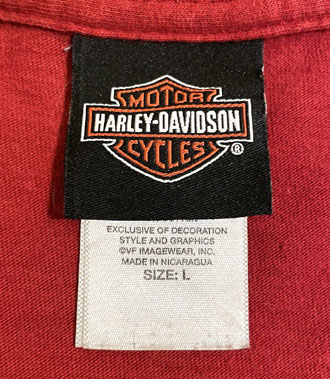 MOTOR
HARLEY-DAVIDSON
CYCLES
®
EXCLUSIVE OF DECORATION
STYLE AND GRAPHICS
©VF IMAGEWEAR, INC.
MADE IN NICARAGUA
SIZE: L